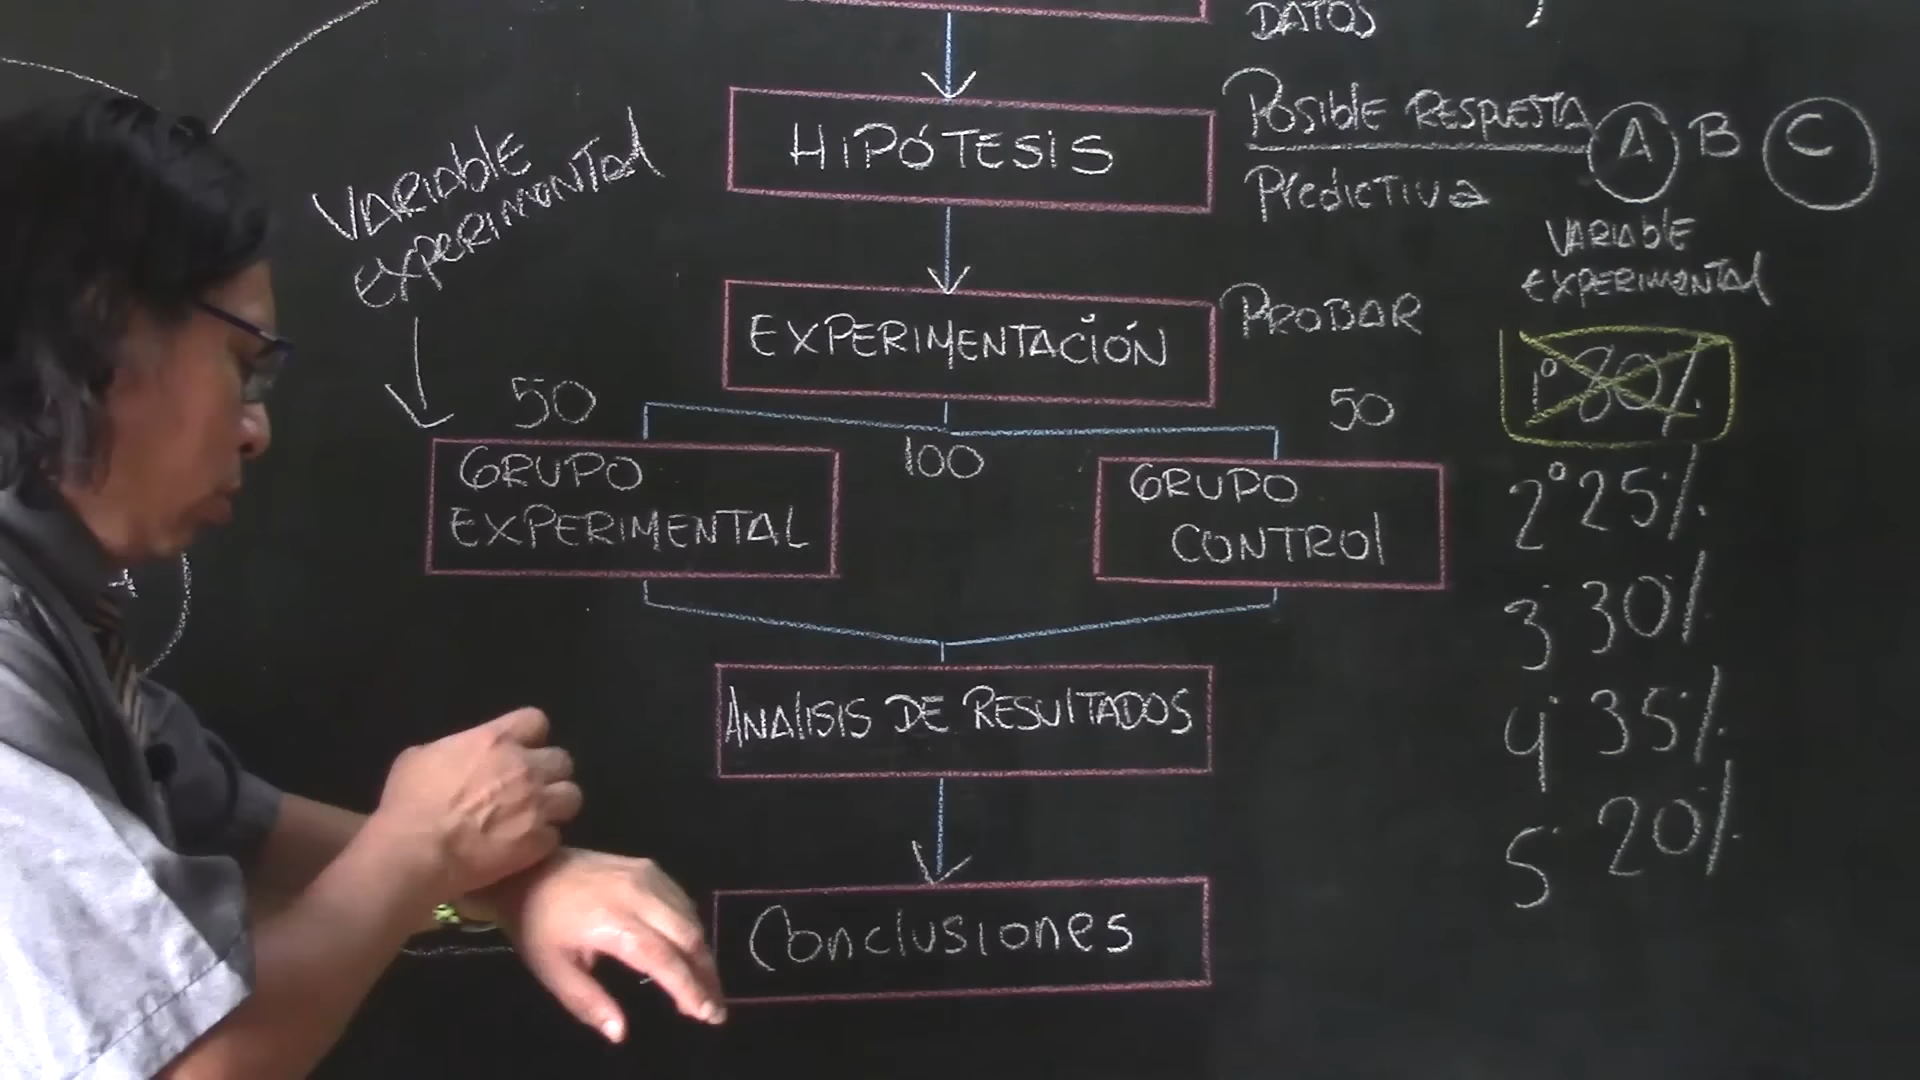 DATOS
HIPÓTESIS
POSIBLE RESPUESTA
A B C
PREDICTIVA
VARIABLE
EXPERIMENTAL
VARIABLE
EXPERIMENTAL
EXPERIMENTACIÓN
PROBAR
1° 80%
50
100
50
GRUPO
EXPERIMENTAL
GRUPO
CONTROL
2° 25%
3° 30%
4° 35%
5° 20%
ANALISIS DE RESULTADOS
CONCLUSIONES